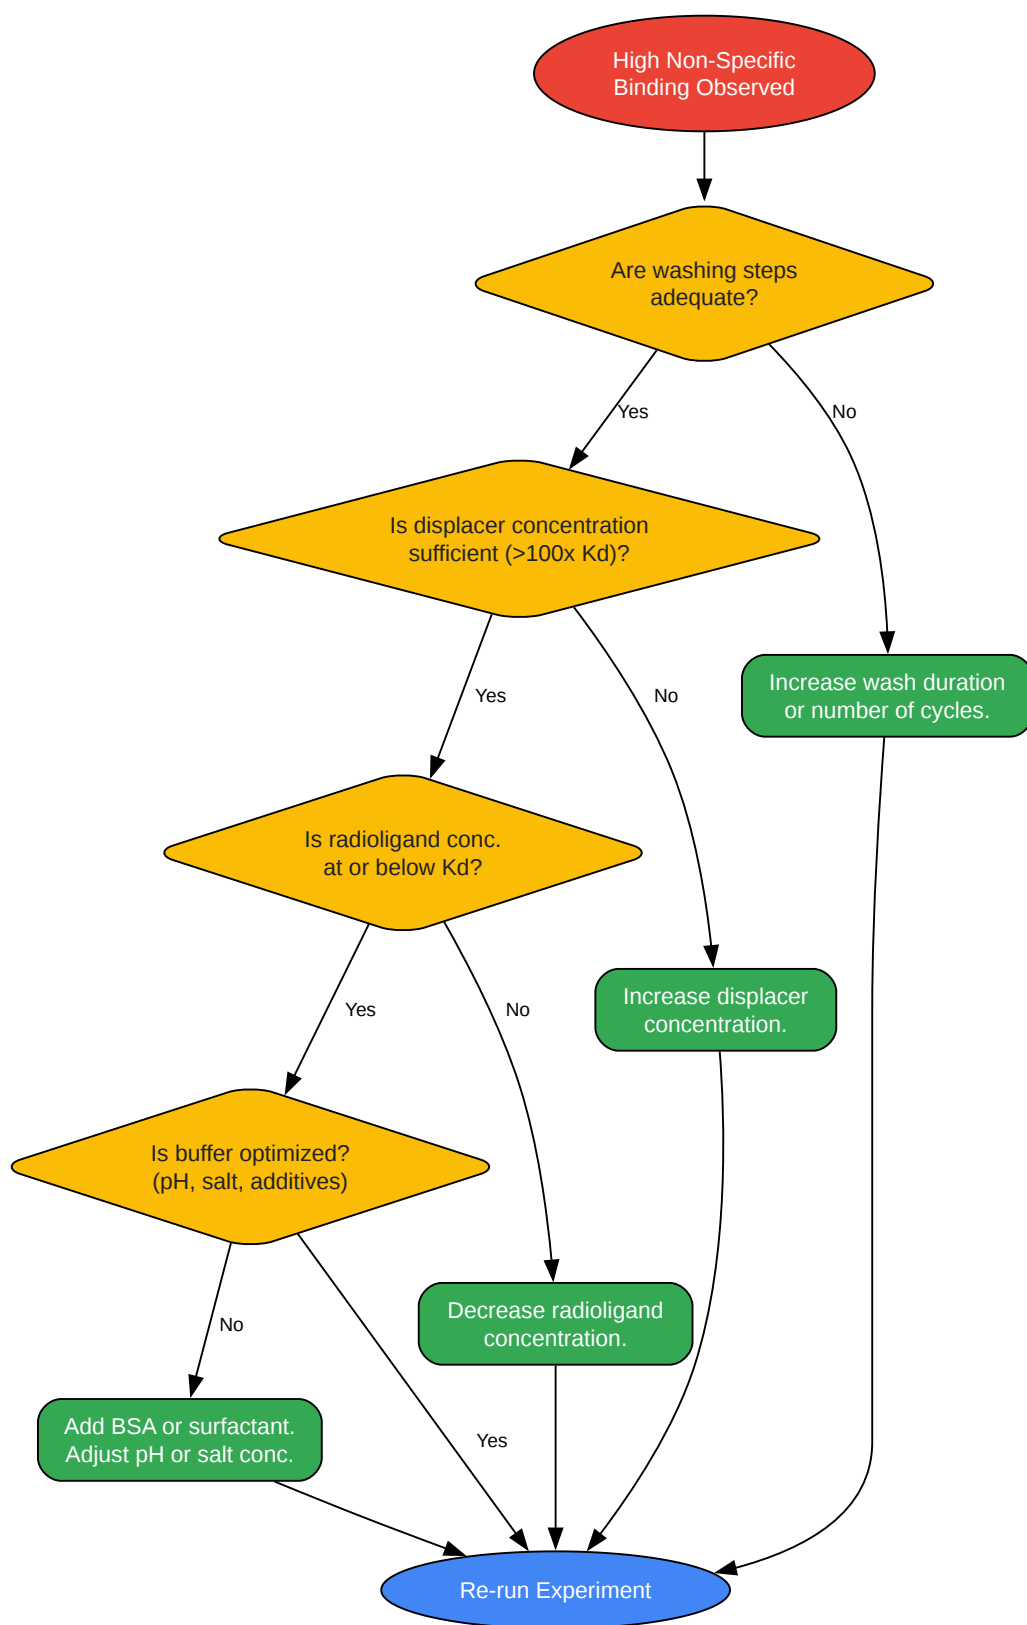 High Non-Specific
Binding Observed
Are washing steps
adequate?
Yes
No
Is displacer concentration
sufficient (>100x Kd)?
Yes
No
Increase wash duration
or number of cycles.
Is radioligand conc.
at or below Kd?
Yes
No
Increase displacer
concentration.
Is buffer optimized?
(pH, salt, additives)
No
Yes
Decrease radioligand
concentration.
Add BSA or surfactant.
Adjust pH or salt conc.
Re-run Experiment